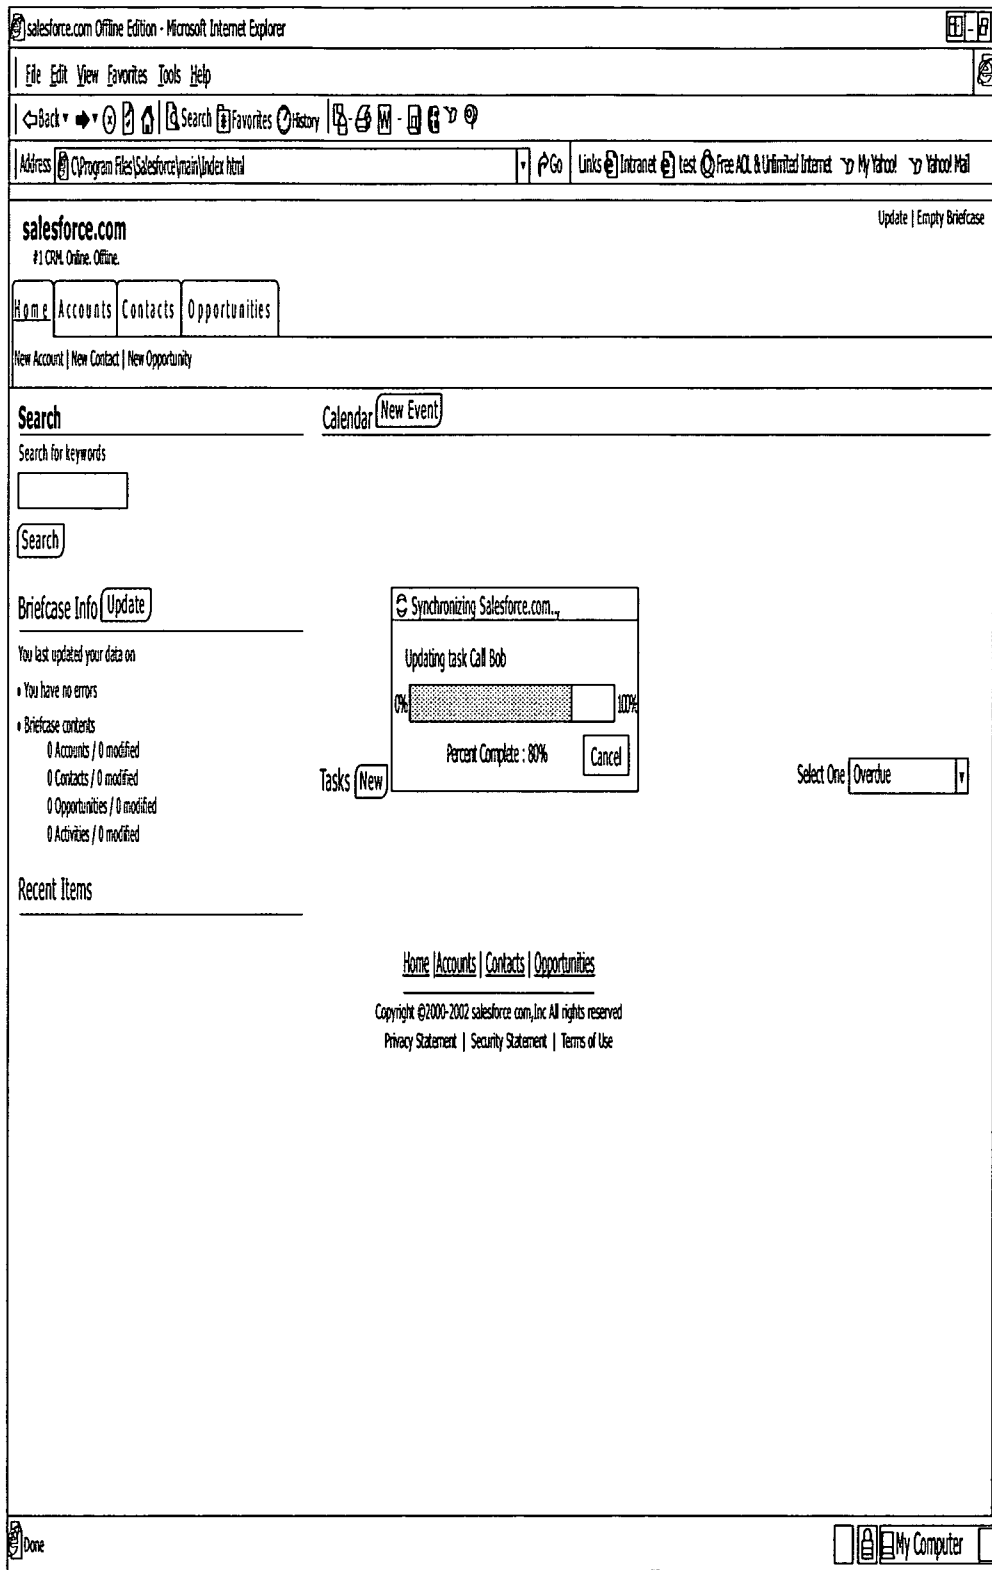 salesforce.com Offline Edition - Microsoft Internet Explorer
File Edit View Favorites Tools Help
Back Search Favorites History W
Address C\Program Files\Salesforce\main\Index html Go Links Intranet test Free AOL & Unlimited Internet My Yahoo! Yahoo! Mail
salesforce.com
#1 CRM. Online. Offline.
Update | Empty Briefcase
Home Accounts Contacts Opportunities
New Account | New Contact | New Opportunity
Search
Search for keywords
Search
Calendar New Event
Briefcase Info Update
You last updated your data on
• You have no errors
• Briefcase contents
0 Accounts / 0 modified
0 Contacts / 0 modified
0 Opportunities / 0 modified
0 Activities / 0 modified
Recent Items
Synchronizing Salesforce.com...
Updating task Call Bob
0% 100%
Percent Complete : 80% Cancel
Tasks New
Select One Overdue
Home | Accounts | Contacts | Opportunities
Copyright ©2000-2002 salesforce com,Inc All rights reserved
Privacy Statement | Security Statement | Terms of Use
Done
My Computer